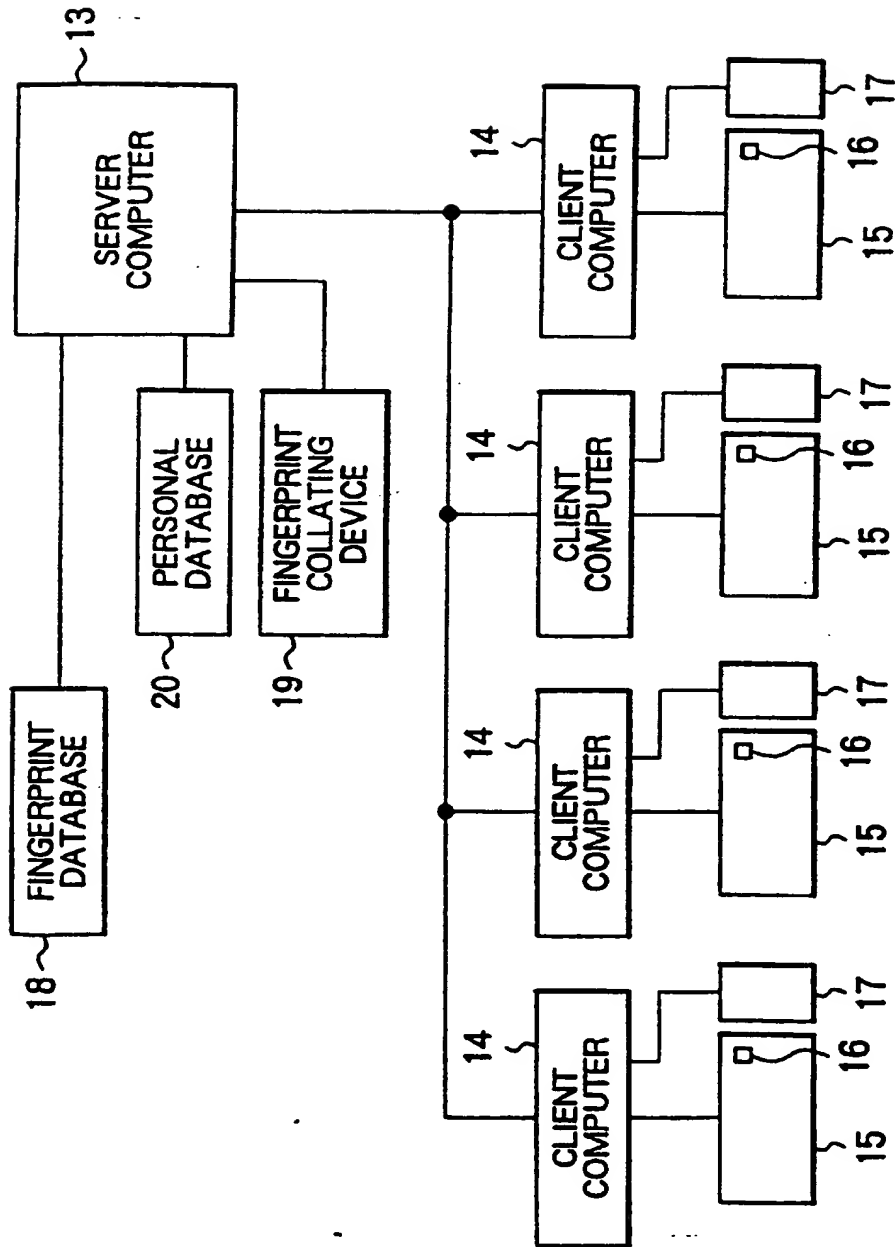 13
SERVER
COMPUTER
FINGERPRINT
DATABASE
18
PERSONAL
DATABASE
20
FINGERPRINT
COLLATING
DEVICE
19
14
CLIENT
COMPUTER
15
16
17
14
CLIENT
COMPUTER
15
16
17
14
CLIENT
COMPUTER
15
16
17
14
CLIENT
COMPUTER
15
16
17